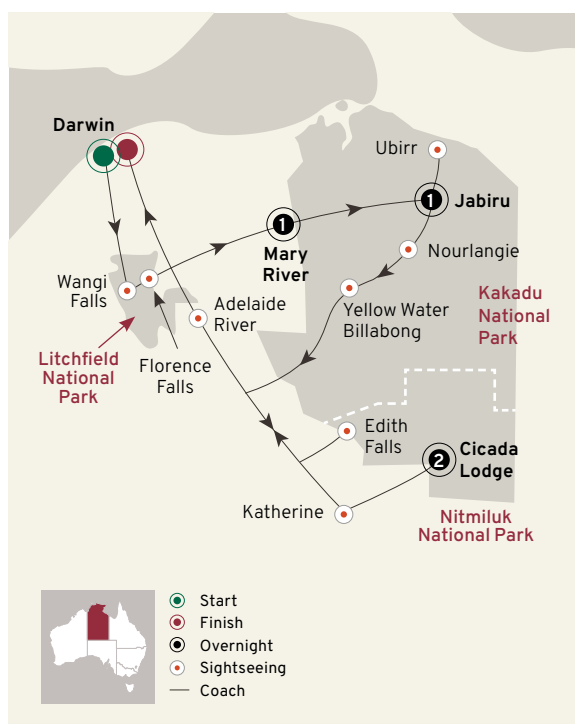 Darwin
Ubirr
1
Jabiru
1
Mary
River
Nourlangie
Wangi
Falls
Adelaide
River
Yellow Water
Billabong
Kakadu
National
Park
Litchfield
National
Park
Florence
Falls
Edith
Falls
2
Cicada
Lodge
Katherine
Nitmiluk
National Park
Start
Finish
Overnight
Sightseeing
Coach